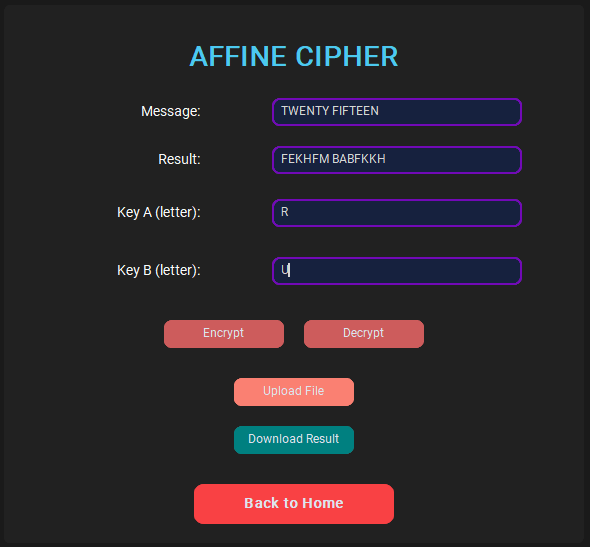 AFFINE CIPHER
Message: TWENTY FIFTEEN
Result: FEKHFM BABFKKH
Key A (letter): R
Key B (letter): U
Encrypt Decrypt
Upload File
Download Result
Back to Home